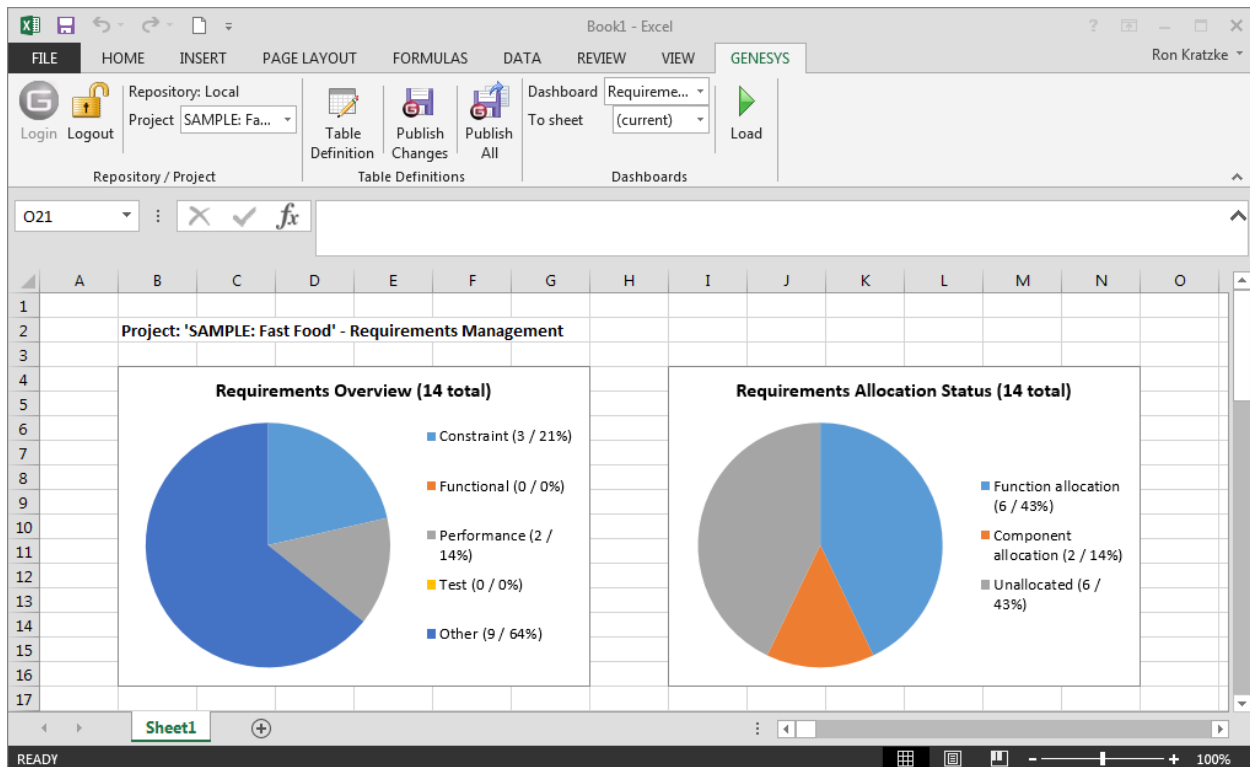 Book1 - Excel
?
FILE HOME INSERT PAGE LAYOUT FORMULAS DATA REVIEW VIEW GENESYS Ron Kratzke
Repository: Local
Project SAMPLE: Fa...
Login Logout
Table Definition
Publish Changes
Publish All
Dashboard Requireme...
To sheet (current)
Load
Repository / Project Table Definitions Dashboards
O21 fx
A B C D E F G H I J K L M N O
1
2 Project: 'SAMPLE: Fast Food' - Requirements Management
3
4
5
6
7
8
9
10
11
12
13
14
15
16
17
Requirements Overview (14 total)
Constraint (3 / 21%)
Functional (0 / 0%)
Performance (2 /
14%)
Test (0 / 0%)
Other (9 / 64%)
Requirements Allocation Status (14 total)
Function allocation
(6 / 43%)
Component
allocation (2 / 14%)
Unallocated (6 /
43%)
Sheet1
READY 100%